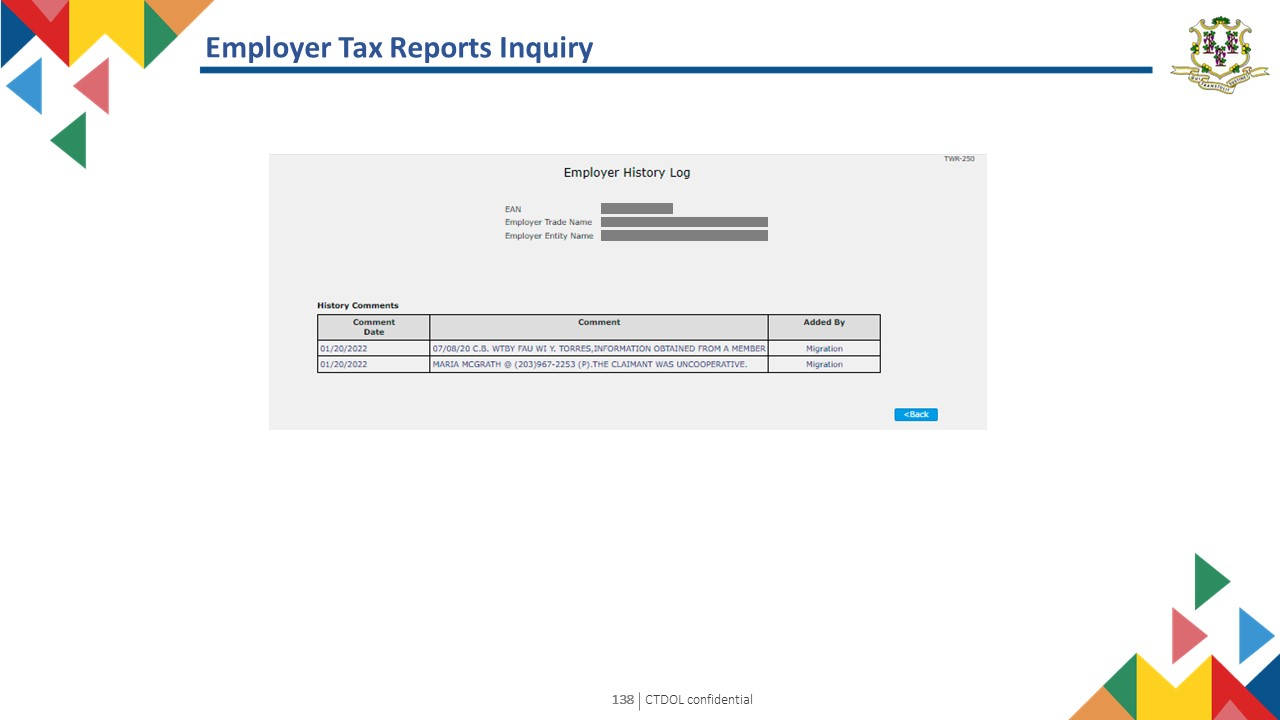 Employer Tax Reports Inquiry
TWR-250
Employer History Log
EAN
Employer Trade Name
Employer Entity Name
History Comments
Comment Date
Comment
Added By
01/20/2022
07/08/20 C.B. WTBY FAU WI Y. TORRES,INFORMATION OBTAINED FROM A MEMBER
Migration
01/20/2022
MARIA MCGRATH @ (203)967-2253 (P).THE CLAIMANT WAS UNCOOPERATIVE.
Migration
<Back
138
CTDOL confidential